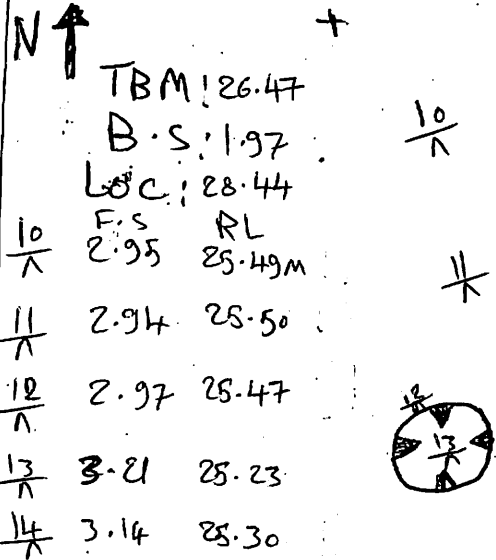 N
TBM: 26.47
B.S: 1.97
LOC: 28.44
F.S RL
10 2.95 25.49m
11 2.94 25.50
12 2.97 25.47
13 3.21 25.23
14 3.14 25.30
10
11
12
13